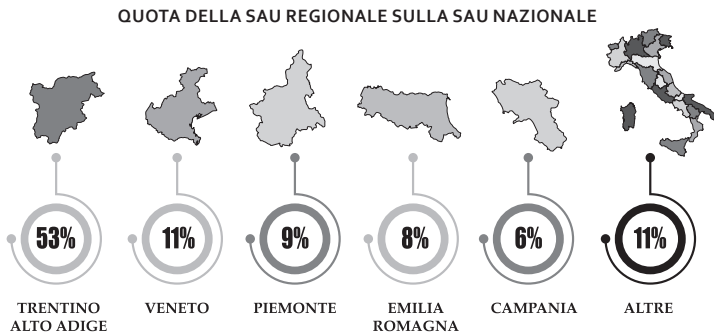 QUOTA DELLA SAU REGIONALE SULLA SAU NAZIONALE
53%
11%
9%
8%
6%
11%
TRENTINO
ALTO ADIGE
VENETO
PIEMONTE
EMILIA
ROMAGNA
CAMPANIA
ALTRE